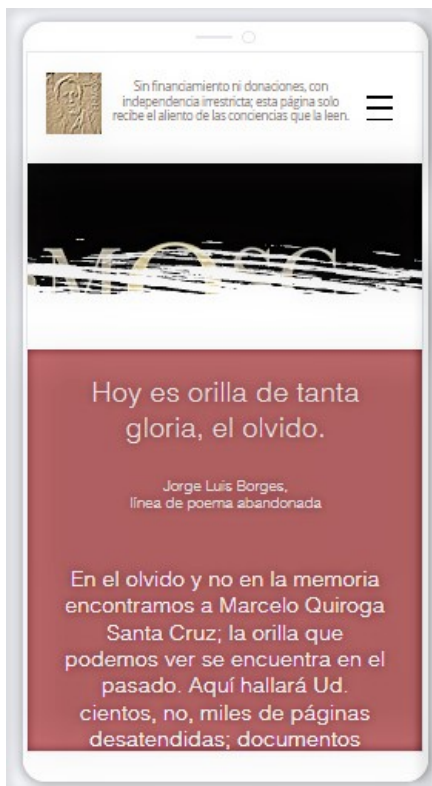 Sin financiamiento ni donaciones, con
independencia irrestricta; esta página solo
recibe el aliento de las conciencias que la leen.
MOSC
Hoy es orilla de tanta
gloria, el olvido.
Jorge Luis Borges,
línea de poema abandonada
En el olvido y no en la memoria
encontramos a Marcelo Quiroga
Santa Cruz; la orilla que
podemos ver se encuentra en el
pasado. Aquí hallará Ud.
cientos, no, miles de páginas
desatendidas; documentos